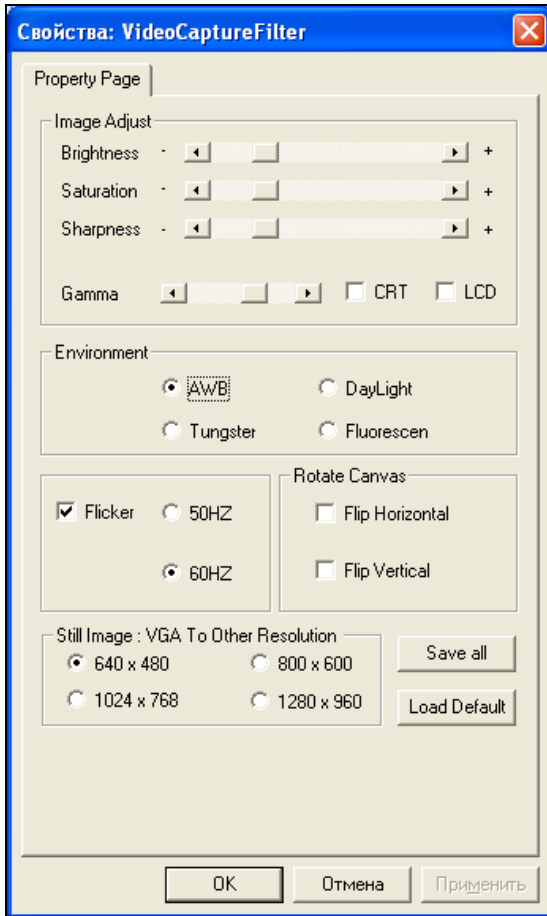 Свойства: VideoCaptureFilter
Property Page
Image Adjust
Brightness - +
Saturation - +
Sharpness - +
Gamma CRT LCD
Environment
AWB DayLight
Tungster Fluorescen
Rotate Canvas
Flicker 50HZ Flip Horizontal
60HZ Flip Vertical
Still Image : VGA To Other Resolution
640 x 480 800 x 600 Save all
1024 x 768 1280 x 960 Load Default
OK Отмена Применить